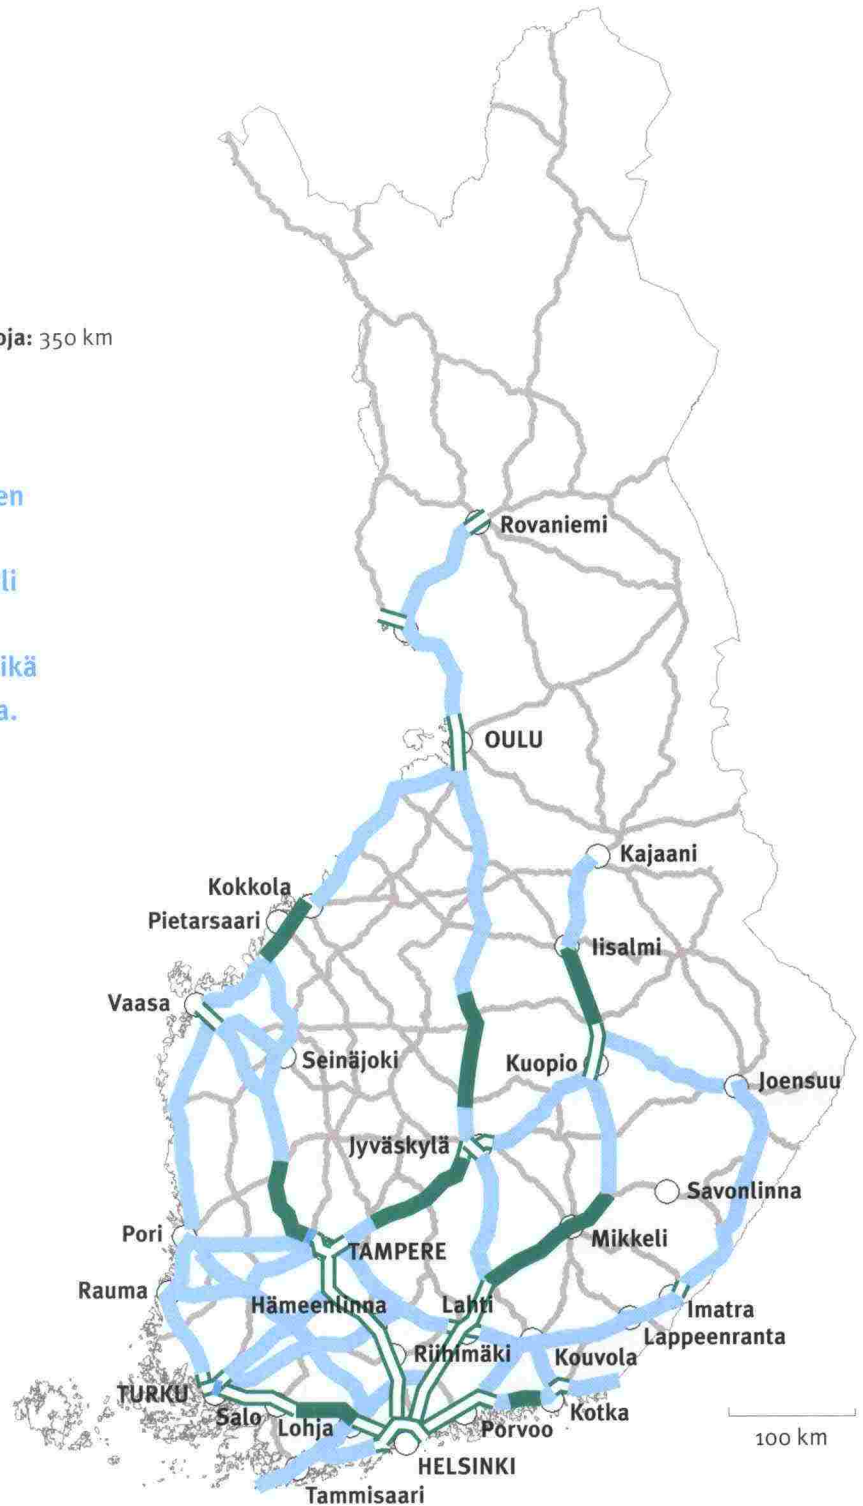 oja: 350 km
en
li
ikä
a.
Rovaniemi
OULU
Kajaani
Kokkola
Pietarsaari
Iisalmi
Vaasa
Seinäjoki
Kuopio
Joensuu
Jyväskylä
Savonlinna
Pori
Mikkeli
TAMPERE
Rauma
Hämeenlinna
Lahti
Imatra
Lappeenranta
Riihimäki
Kouvola
TURKU
Salo
Lohja
Porvoo
Kotka
100 km
HELSINKI
Tammisaari